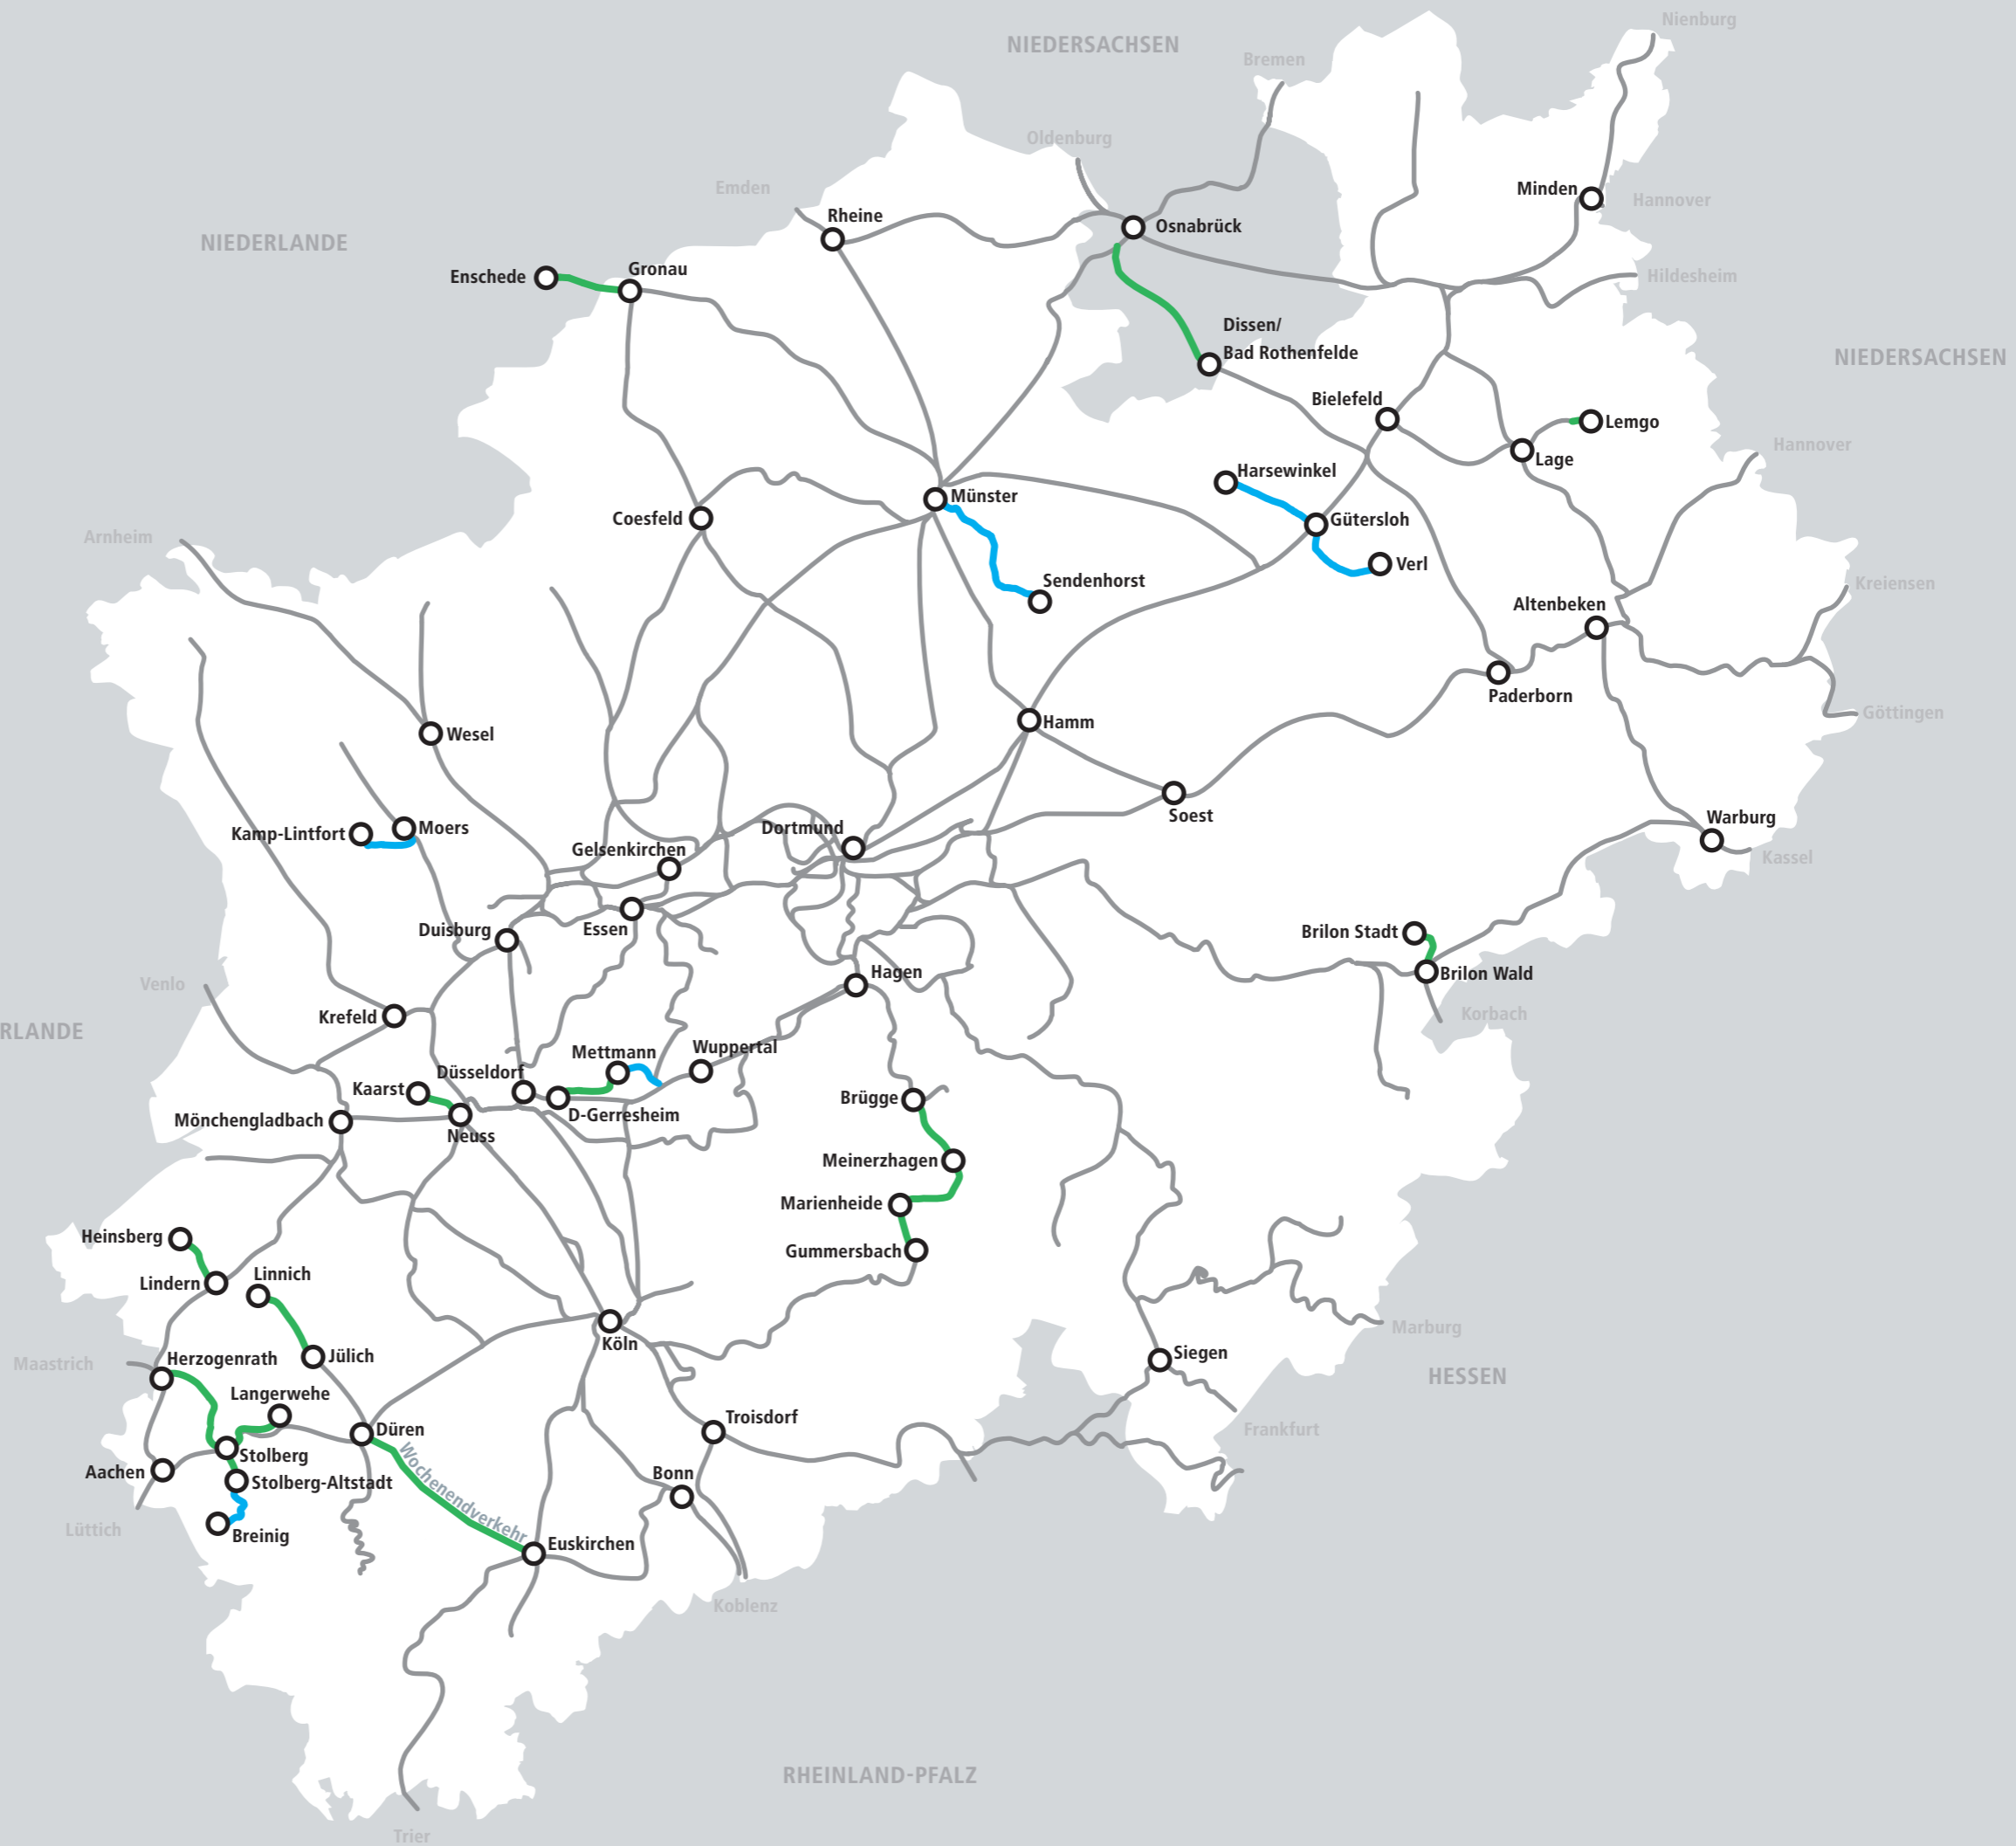 Nienburg
NIEDERSACHSEN
Bremen
Oldenburg
Emden
Minden
Hannover
Rheine
Osnabrück
NIEDERLANDE
Enschede
Gronau
Hildesheim
Dissen/
Bad Rothenfelde
NIEDERSACHSEN
Bielefeld
Lemgo
Lage
Hannover
Harsewinkel
Münster
Coesfeld
Gütersloh
Arnheim
Verl
Sendenhorst
Kreiensen
Altenbeken
Paderborn
Göttingen
Hamm
Wesel
Soest
Warburg
Kassel
Kamp-Lintfort
Moers
Dortmund
Gelsenkirchen
Duisburg
Essen
Brilon Stadt
Brilon Wald
Hagen
Venlo
Krefeld
Korbach
RLANDE
Mettmann
Wuppertal
Düsseldorf
Kaarst
D-Gerresheim
Mönchengladbach
Neuss
Brügge
Meinerzhagen
Marienheide
Gummersbach
Heinsberg
Lindern
Linnich
Köln
Marburg
Siegen
HESSEN
Maastrich
Herzogenrath
Jülich
Langerwehe
Troisdorf
Düren
Frankfurt
Stolberg
Aachen
Stolberg-Altstadt
Wochenendverkehr
Bonn
Lüttich
Breinig
Euskirchen
Koblenz
RHEINLAND-PFALZ
Trier